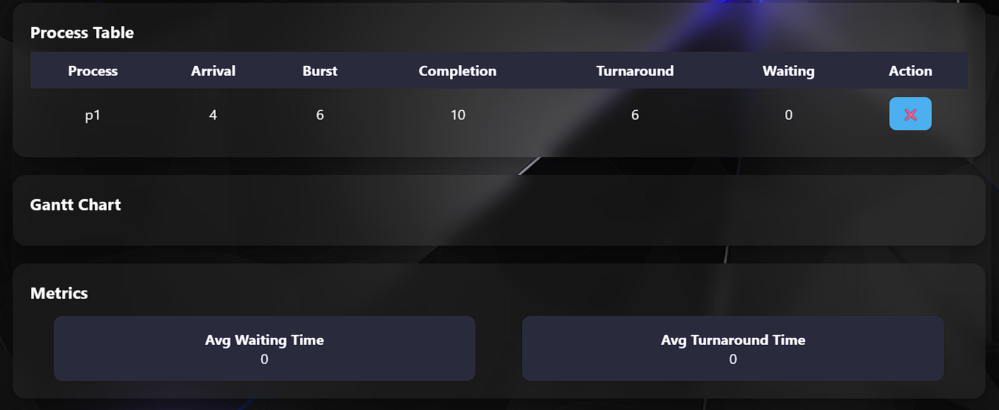 Process Table
Process Arrival Burst Completion Turnaround Waiting Action
p1 4 6 10 6 0 ❌
Gantt Chart
Metrics
Avg Waiting Time Avg Turnaround Time
0 0